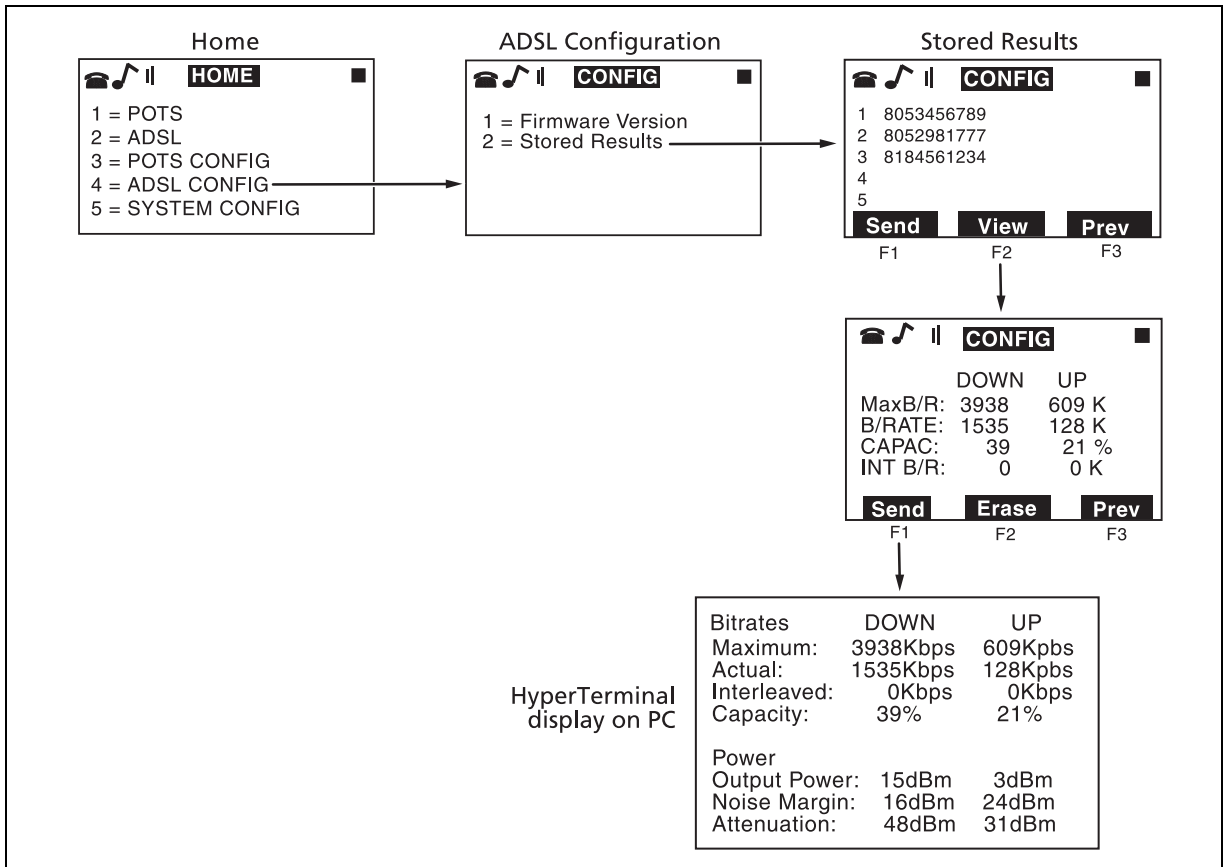 Home
HOME
1 = POTS
2 = ADSL
3 = POTS CONFIG
4 = ADSL CONFIG
5 = SYSTEM CONFIG
ADSL Configuration
CONFIG
1 = Firmware Version
2 = Stored Results
Stored Results
CONFIG
1 8053456789
2 8052981777
3 8184561234
4
5
Send View Prev
F1 F2 F3
CONFIG
DOWN UP
MaxB/R: 3938 609 K
B/RATE: 1535 128 K
CAPAC: 39 21 %
INT B/R: 0 0 K
Send Erase Prev
F1 F2 F3
HyperTerminal
display on PC
Bitrates DOWN UP
Maximum: 3938Kbps 609Kpbs
Actual: 1535Kbps 128Kpbs
Interleaved: 0Kbps 0Kbps
Capacity: 39% 21%
Power
Output Power: 15dBm 3dBm
Noise Margin: 16dBm 24dBm
Attenuation: 48dBm 31dBm